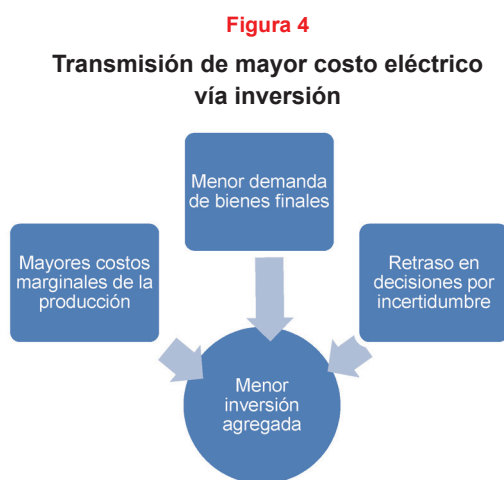 Figura 4
Transmisión de mayor costo eléctrico
vía inversión
Menor demanda
de bienes finales
Mayores costos
marginales de la
producción
Retraso en
decisiones por
incertidumbre
Menor
inversión
agregada